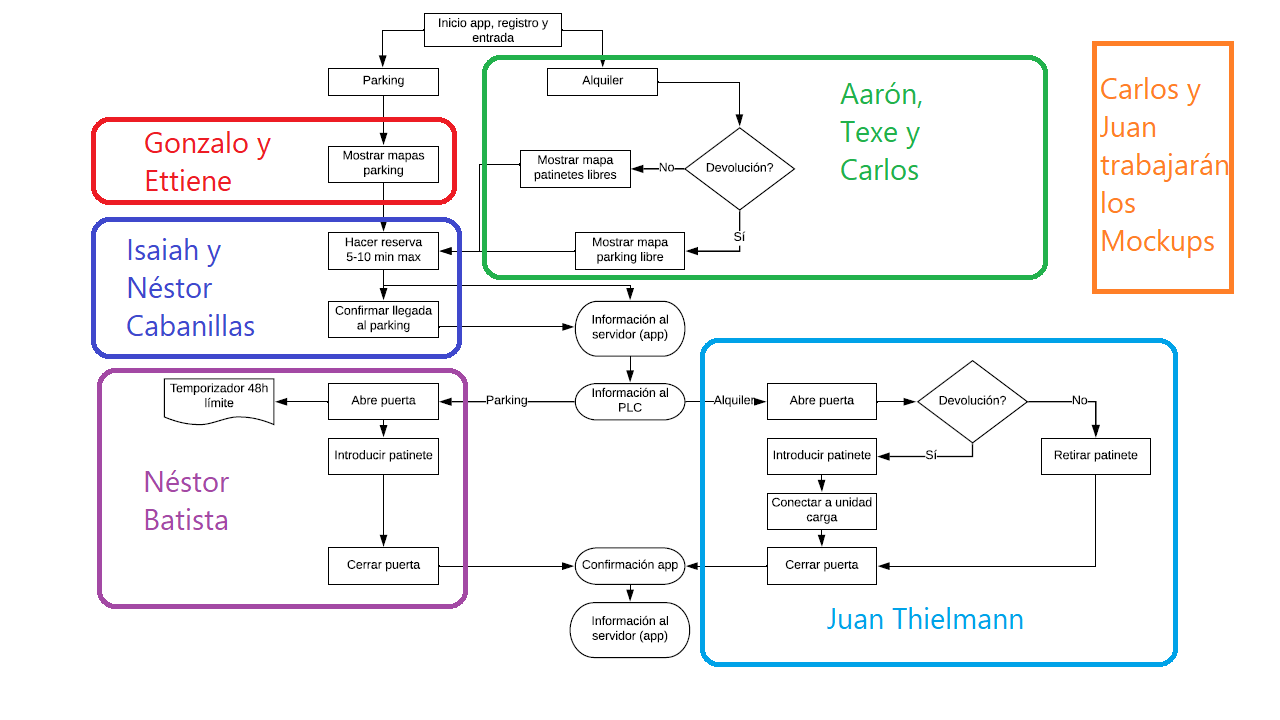 Inicio app, registro y
entrada
Parking
Alquiler
Aarón,
Texe y
Carlos
Carlos y
Juan
trabajarán
los
Mockups
Gonzalo y
Ettiene
Mostrar mapas
parking
Mostrar mapa
patinetes libres
No
Devolución?
Sí
Isaiah y
Néstor
Cabanillas
Hacer reserva
5-10 min max
Mostrar mapa
parking libre
Confirmar llegada
al parking
Información al
servidor (app)
Temporizador 48h
límite
Abre puerta
Parking
Información al
PLC
Alquiler
Abre puerta
Devolución?
No
Introducir patinete
Introducir patinete
Sí
Retirar patinete
Néstor
Batista
Conectar a unidad
carga
Cerrar puerta
Confirmación app
Cerrar puerta
Información al
servidor (app)
Juan Thielmann